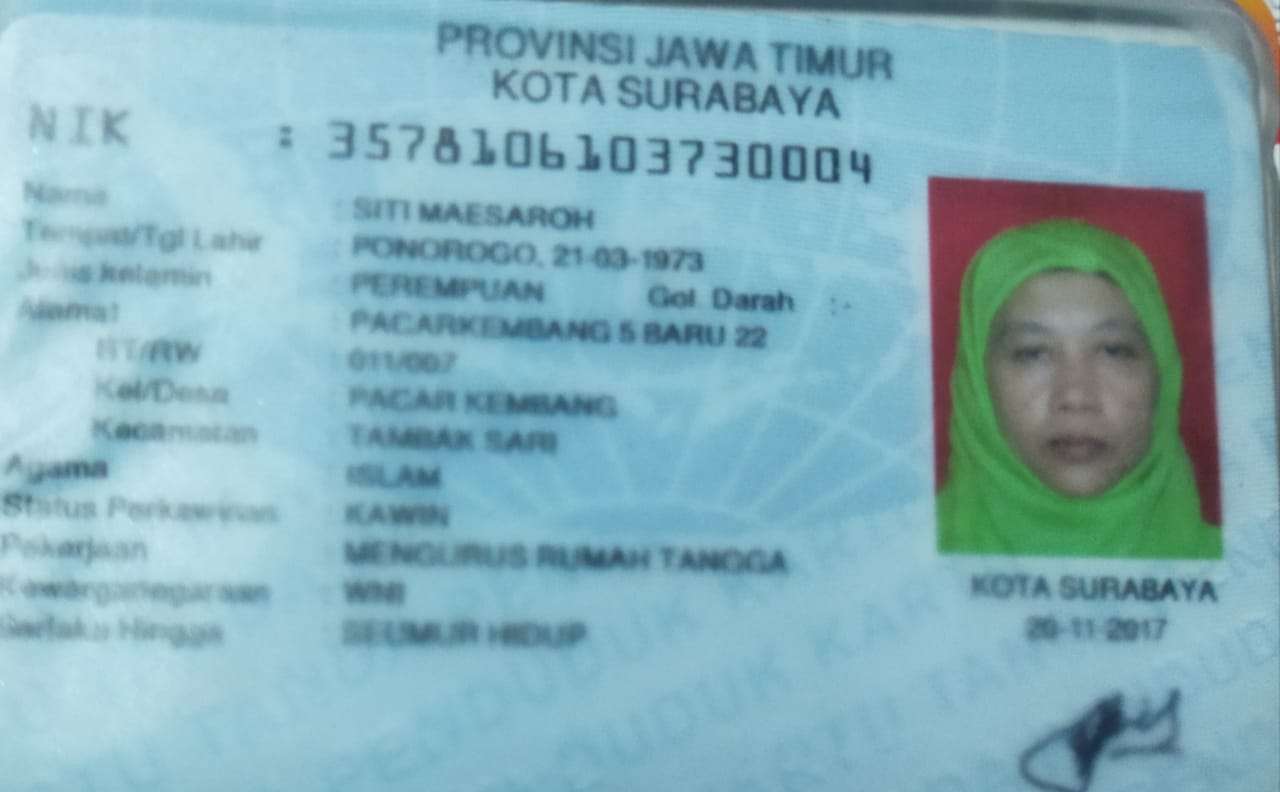 PROVINSI JAWA TIMUR
KOTA SURABAYA
NIK : 3578106103730004
Nama : SITI MAESAROH
Tempat/Tgl Lahir : PONOROGO, 21-03-1973
Jenis kelamin : PEREMPUAN Gol. Darah : -
Alamat : PACARKEMBANG 5 BARU 22
RT/RW : 011/007
Kel/Desa : PACAR KEMBANG
Kecamatan : TAMBAK SARI
Agama : ISLAM
Status Perkawinan : KAWIN
Pekerjaan : MENGURUS RUMAH TANGGA
Kewarganegaraan : WNI
Berlaku Hingga : SEUMUR HIDUP
KOTA SURABAYA
20-11-2017